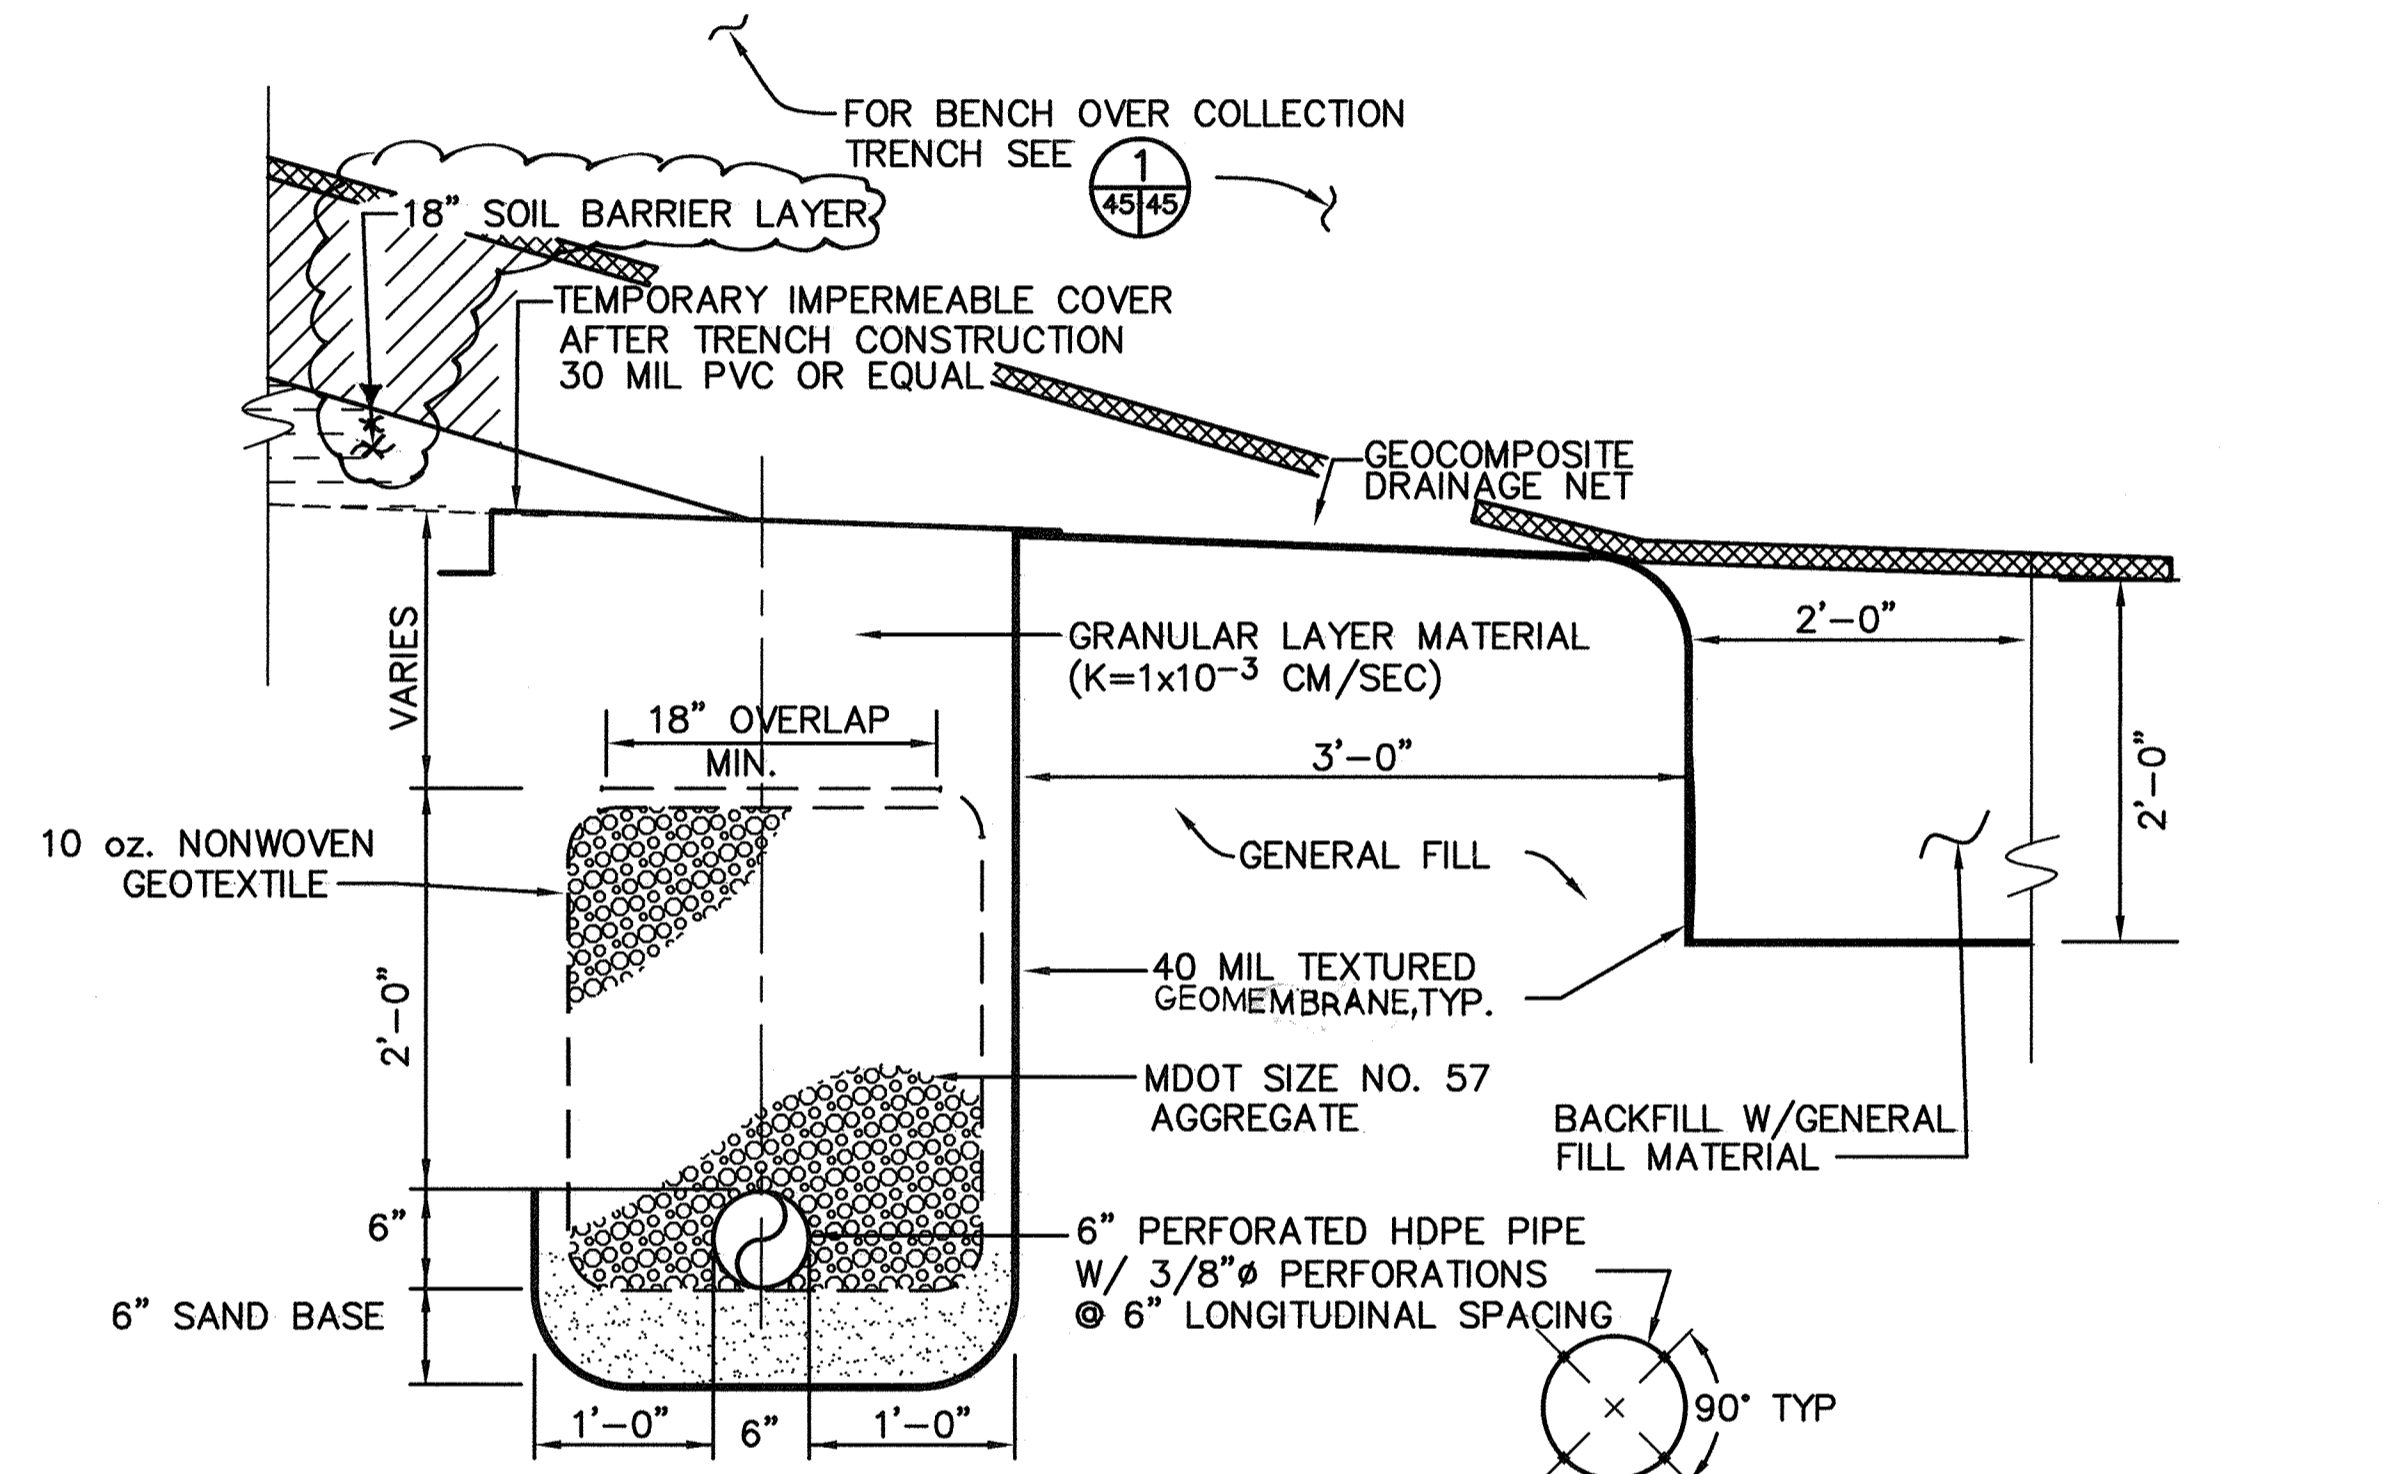 FOR BENCH OVER COLLECTION
TRENCH SEE
1
45 45
18" SOIL BARRIER LAYER
TEMPORARY IMPERMEABLE COVER
AFTER TRENCH CONSTRUCTION
30 MIL PVC OR EQUAL
GEOCOMPOSITE
DRAINAGE NET
VARIES
GRANULAR LAYER MATERIAL
(K=1x10⁻³ CM/SEC)
2'-0"
18" OVERLAP
MIN.
3'-0"
2'-0"
10 oz. NONWOVEN
GEOTEXTILE
GENERAL FILL
2'-0"
40 MIL TEXTURED
GEOMEMBRANE,TYP.
MDOT SIZE NO. 57
AGGREGATE
BACKFILL W/GENERAL
FILL MATERIAL
6"
6" PERFORATED HDPE PIPE
W/ 3/8"ø PERFORATIONS
@ 6" LONGITUDINAL SPACING
6" SAND BASE
1'-0"
6"
1'-0"
90° TYP